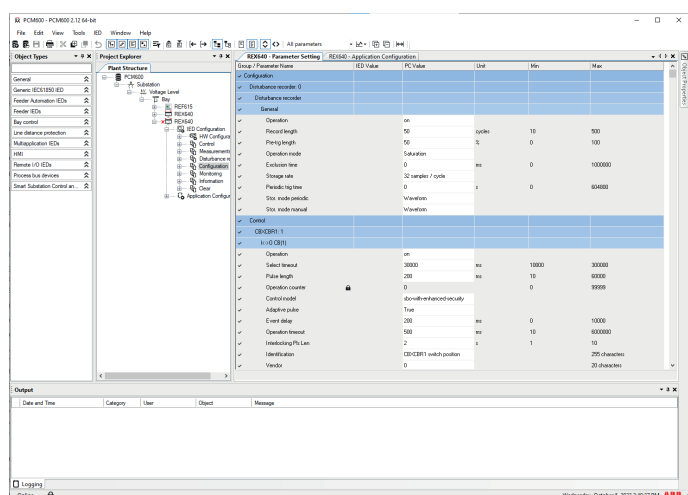 PCM600 - PCM600 2.12 64-bit
File Edit View Tools IED Window Help
All parameters
Object Types
General
Generic IEC61850 IED
Feeder Automation IEDs
Feeder IEDs
Bay control
Line distance protection
Multiapplication IEDs
HMI
Remote I/O IEDs
Process bus devices
Smart Substation Control an...
Project Explorer
Plant Structure
PCM600
Substation
Voltage Level
Bay
REF615
REX640
REX640
IED Configuration
HW Configura
Control
Measurements
Disturbance re
Configuration
Monitoring
Information
Clear
Application Configur
REX640 - Parameter Setting REX640 - Application Configuration
Group / Parameter Name IED Value PC Value Unit Min Max
Configuration
Disturbance recorder: 0
Disturbance recorder
General
Operation on
Record length 50 cycles 10 500
Pre-trg length 50 % 0 100
Operation mode Saturation
Exclusion time 0 ms 0 1000000
Storage rate 32 samples / cycle
Periodic trig time 0 s 0 604800
Stor. mode periodic Waveform
Stor. mode manual Waveform
Control
CBXCBR1: 1
I<->O CB(1)
Operation on
Select timeout 30000 ms 10000 300000
Pulse length 200 ms 10 60000
Operation counter 0 0 99999
Control model sbo-with-enhanced-security
Adaptive pulse True
Event delay 200 ms 0 10000
Operation timeout 500 ms 10 6000000
Interlocking Pls Len 2 s 1 10
Identification CBXCBR1 switch position 255 characters
Vendor 0 20 characters
Object Properties
Output
Date and Time Category User Object Message
Logging
Online